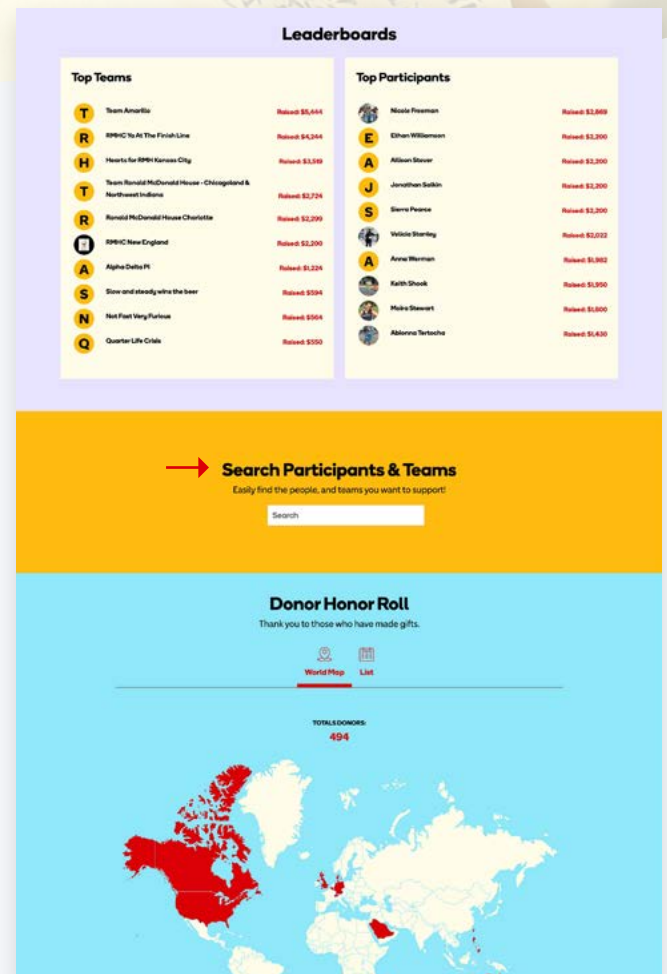 Leaderboards
Top Teams
T Team Amarillo Raised: $5,444
R RMHC Ya At The Finish Line Raised: $4,244
H Hearts for RMH Kansas City Raised: $3,519
T Team Ronald McDonald House - Chicagoland &
Northwest Indiana Raised: $2,724
R Ronald McDonald House Charlotte Raised: $2,299
RMHC New England Raised: $2,200
A Alpha Delta Pi Raised: $1,224
S Slow and steady wins the beer Raised: $594
N Not Fast Very Furious Raised: $564
Q Quarter Life Crisis Raised: $550
Top Participants
Nicole Freeman Raised: $2,869
E Ethan Williamson Raised: $2,200
A Allison Stover Raised: $2,200
J Jonathan Salkin Raised: $2,200
S Sierra Pearce Raised: $2,200
Velicia Stanley Raised: $2,022
A Anna Werman Raised: $1,982
Keith Shook Raised: $1,950
Moira Stewart Raised: $1,600
Abionna Raised: $1,430
Search Participants & Teams
Easily find the people, and teams you want to support!
Search
Donor Honor Roll
Thank you to those who have made gifts.
World Map List
TOTALS DONORS:
494